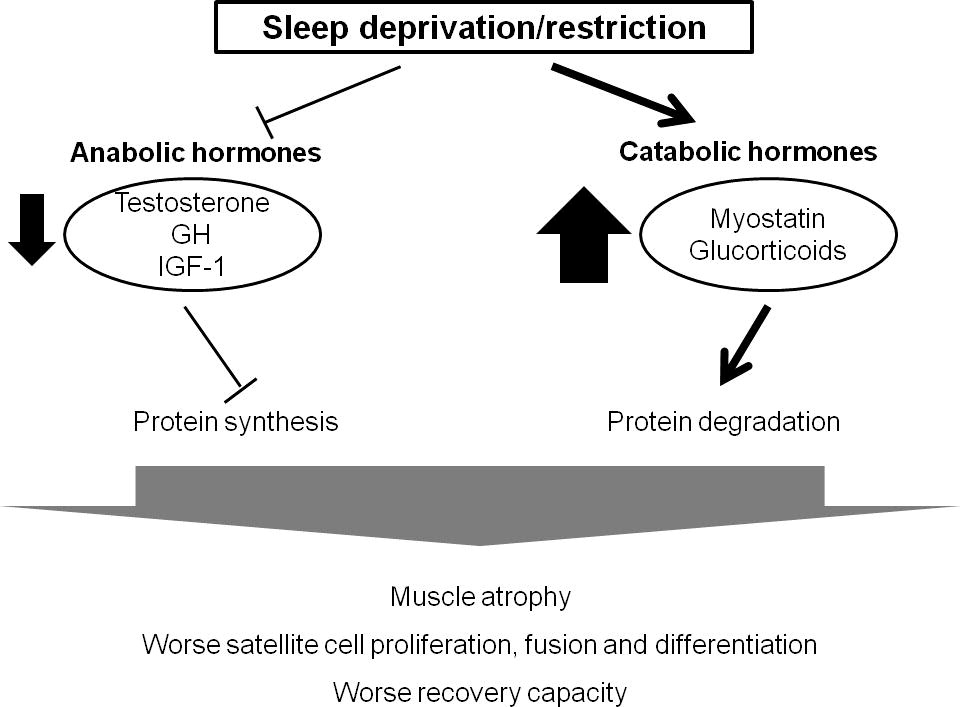 Sleep deprivation/restriction
Anabolic hormones
Testosterone
GH
IGF-1
Catabolic hormones
Myostatin
Glucorticoids
Protein synthesis
Protein degradation
Muscle atrophy
Worse satellite cell proliferation, fusion and differentiation
Worse recovery capacity